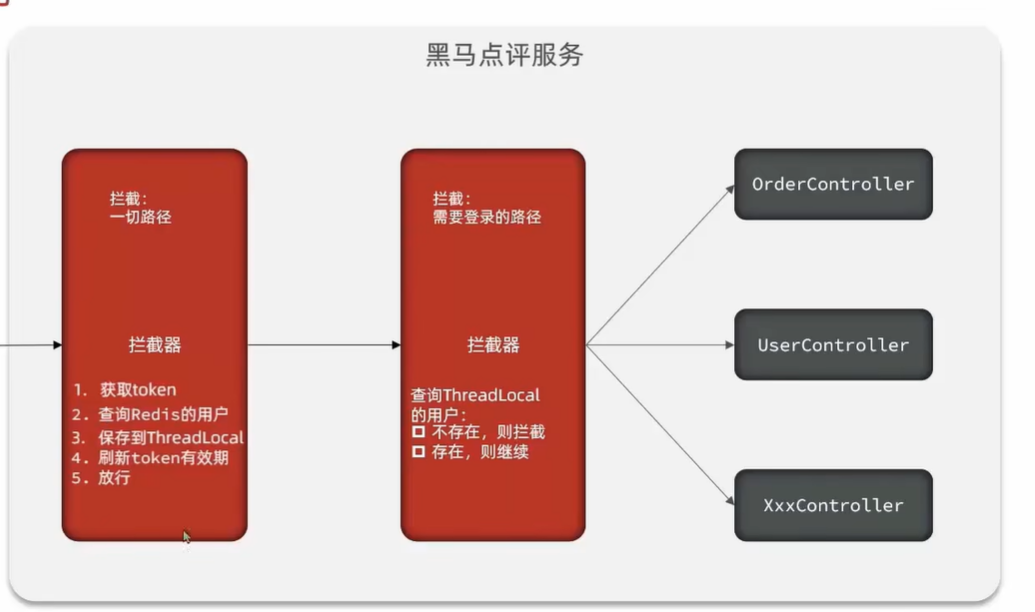 黑马点评服务
拦截：
一切路径
拦截器
1. 获取token
2. 查询Redis的用户
3. 保存到ThreadLocal
4. 刷新token有效期
5. 放行
拦截：
需要登录的路径
拦截器
查询ThreadLocal
的用户：
不存在，则拦截
存在，则继续
OrderController
UserController
XxxController